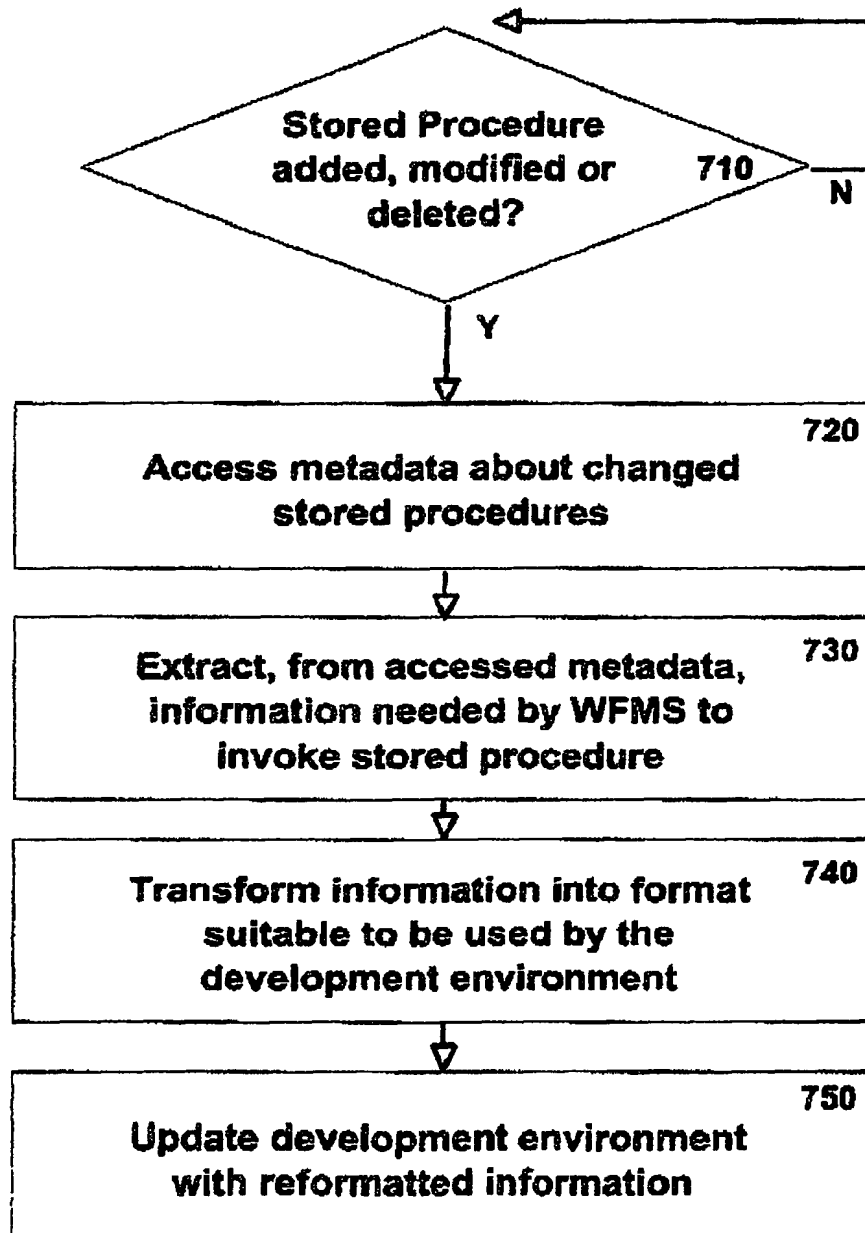 Stored Procedure
added, modified or 710
deleted?
N
Y
720
Access metadata about changed
stored procedures
730
Extract, from accessed metadata,
information needed by WFMS to
invoke stored procedure
740
Transform information into format
suitable to be used by the
development environment
750
Update development environment
with reformatted information